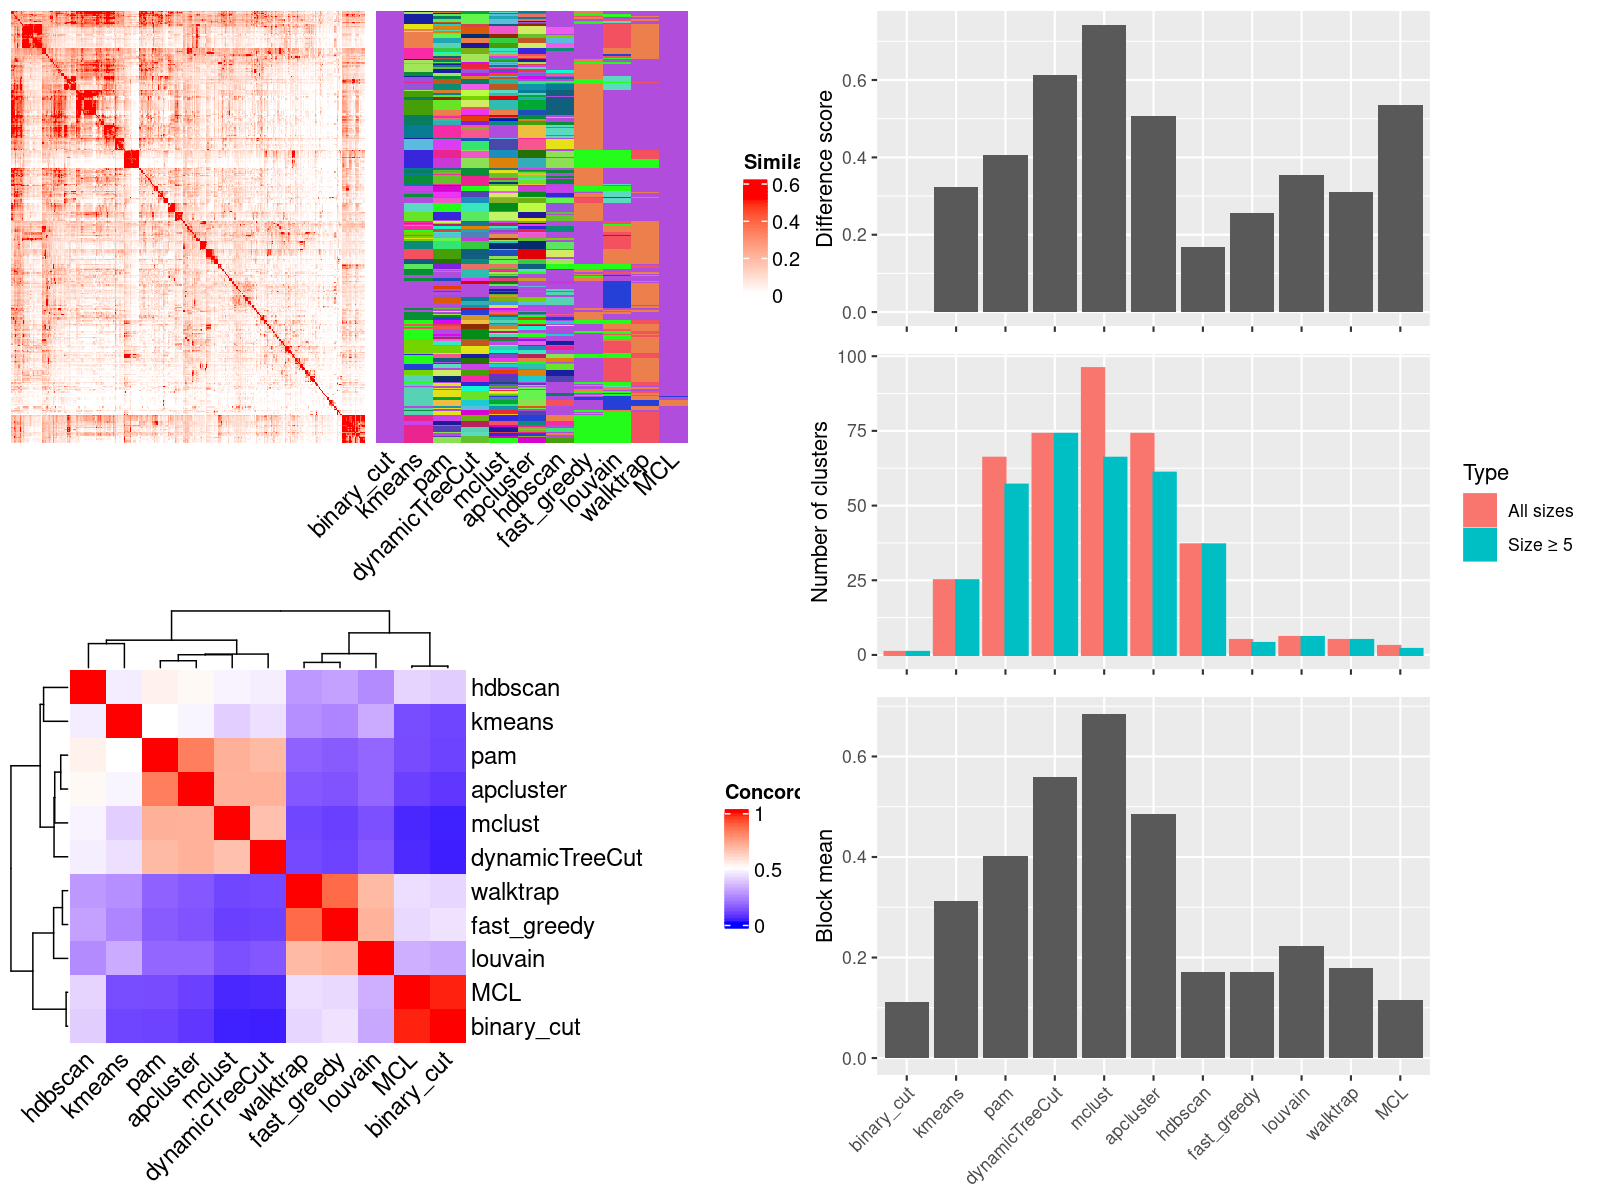 Simila
0.6
0.4
0.2
0
binary_cut
kmeans
pam
dynamicTreeCut
mclust
apcluster
hdbscan
fast_greedy
louvain
walktrap
MCL
hdbscan
kmeans
pam
apcluster
mclust
dynamicTreeCut
walktrap
fast_greedy
louvain
MCL
binary_cut
hdbscan
kmeans
pam
apcluster
mclust
dynamicTreeCut
walktrap
fast_greedy
louvain
MCL
binary_cut
Concord
1
0.5
0
Difference score
0.6
0.4
0.2
0.0
Number of clusters
100
75
50
25
0
Type
All sizes
Size ≥ 5
Block mean
0.6
0.4
0.2
0.0
binary_cut
kmeans
pam
dynamicTreeCut
mclust
apcluster
hdbscan
fast_greedy
louvain
walktrap
MCL